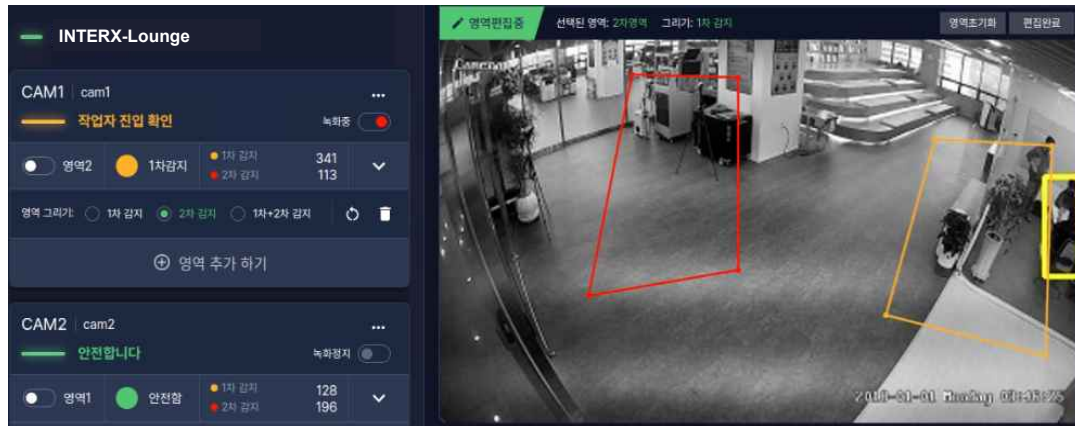 INTERX-Lounge
CAM1 cam1
작업자 진입 확인
녹화중
영역2
1차감지
1차 감지 341
2차 감지 113
영역 그리기: 1차 감지 2차 감지 1차+2차 감지
영역 추가 하기
CAM2 cam2
안전합니다
녹화정지
영역1
안전함
1차 감지 128
2차 감지 196
영역편집중
선택된 영역: 2차영역 그리기: 1차 감지
영역초기화
편집완료
Monday